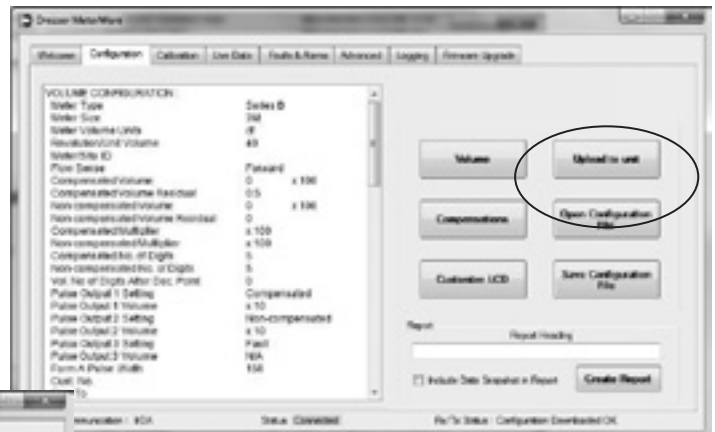 Dresser MeterWare
Welcome Configuration Calibration Live Data Faults & Alarms Advanced Logging Firmware Upgrade
VOLUME CONFIGURATION:
Meter Type Series B
Meter Size
Meter Volume Units cf
Revolution/Unit Volume 40
Meter/Site ID
Flow Sense Forward
Compensated Volume 0 x 100
Compensated Volume Residual 0.5
Non-compensated Volume 0 x 100
Non-compensated Volume Residual 0
Compensated Multiplier x 100
Non-compensated Multiplier x 100
Compensated No. of Digits 5
Non-compensated No. of Digits 5
Vol. No of Digits After Dec. Point 0
Pulse Output 1 Setting Compensated
Pulse Output 1 Volume x 10
Pulse Output 2 Setting Non-compensated
Pulse Output 2 Volume x 10
Pulse Output 3 Setting Fault
Pulse Output 3 Volume N/A
Form A Pulse Width 150
Volume
Upload to unit
Compensations
Open Configuration
File
Customize LCD
Save Configuration
File
Report
Report Heading
Include Data Snapshot in Report
Create Report
: IrDA
Status : Connected
Rx/Tx Status : Configuration Downloaded OK